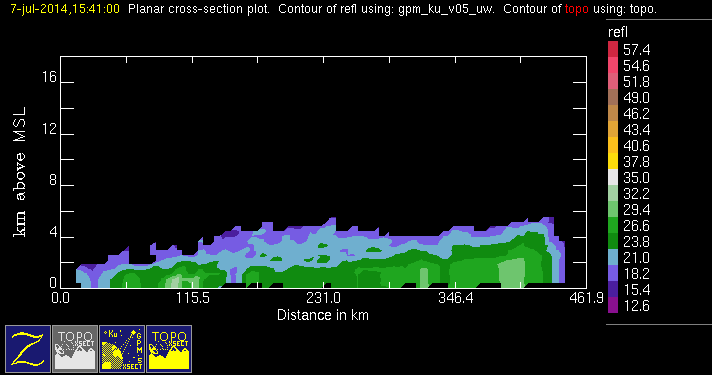 7-jul-2014,15:41:00 Planar cross-section plot. Contour of refl using: gpm_ku_v05_uw. Contour of topo using: topo.
refl
57.4
54.6
51.8
49.0
46.2
43.4
40.6
37.8
35.0
32.2
29.4
26.6
23.8
21.0
18.2
15.4
12.6
km above MSL
16
12
8
4
0
0.0 115.5 231.0 346.4 461.9
Distance in km
Z
TOPO
XSECT
"Ku"
GPM
XSECT
TOPO
XSECT